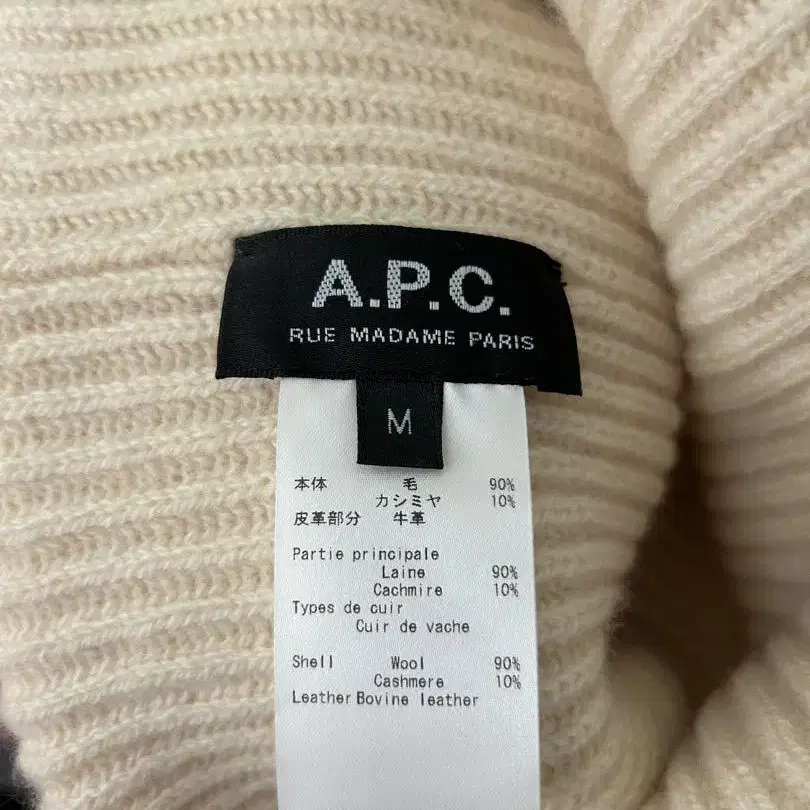 A.P.C.
RUE MADAME PARIS
M
本体 毛 90%
カシミヤ 10%
皮革部分 牛革
Partie principale
Laine 90%
Cachmire 10%
Types de cuir
Cuir de vache
Shell Wool 90%
Cashmere 10%
Leather Bovine leather